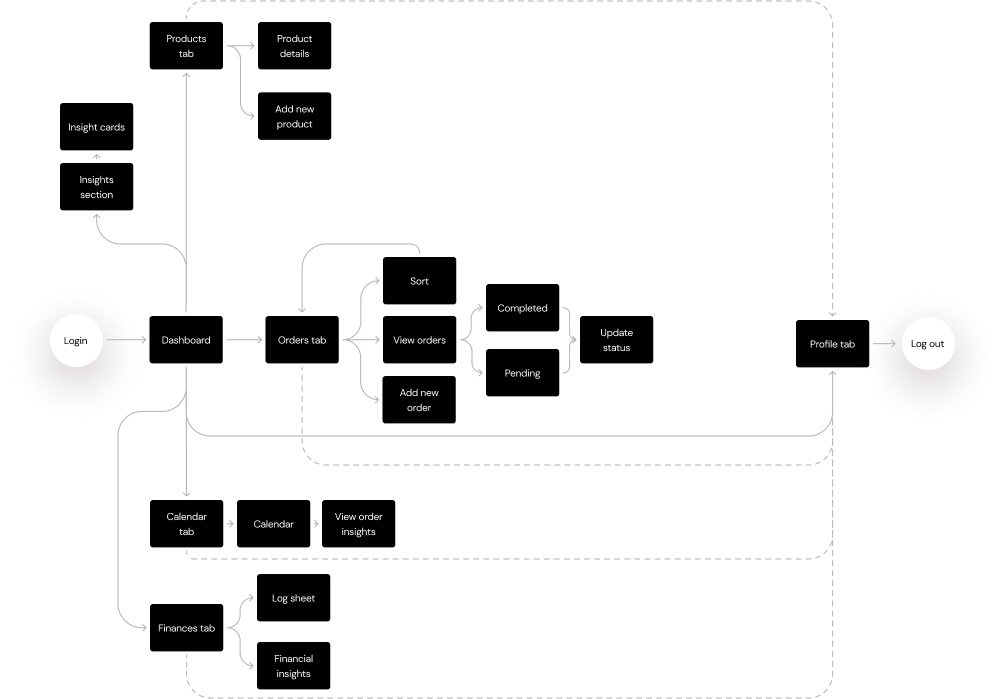 Products
tab
Product
details
Add new
product
Insight cards
Insights
section
Sort
Completed
Login
Dashboard
Orders tab
View orders
Update
status
Profile tab
Log out
Pending
Add new
order
Calendar
tab
Calendar
View order
insights
Log sheet
Finances tab
Financial
insights